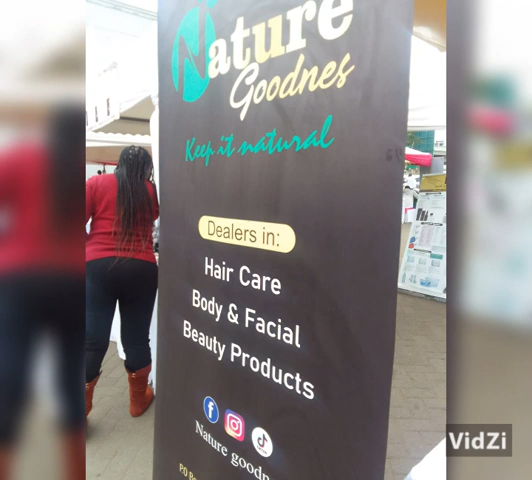 Nature
Goodnes
Keep it natural
Dealers in:
Hair Care
Body & Facial
Beauty Products
Nature goodn
P.O
VidZi